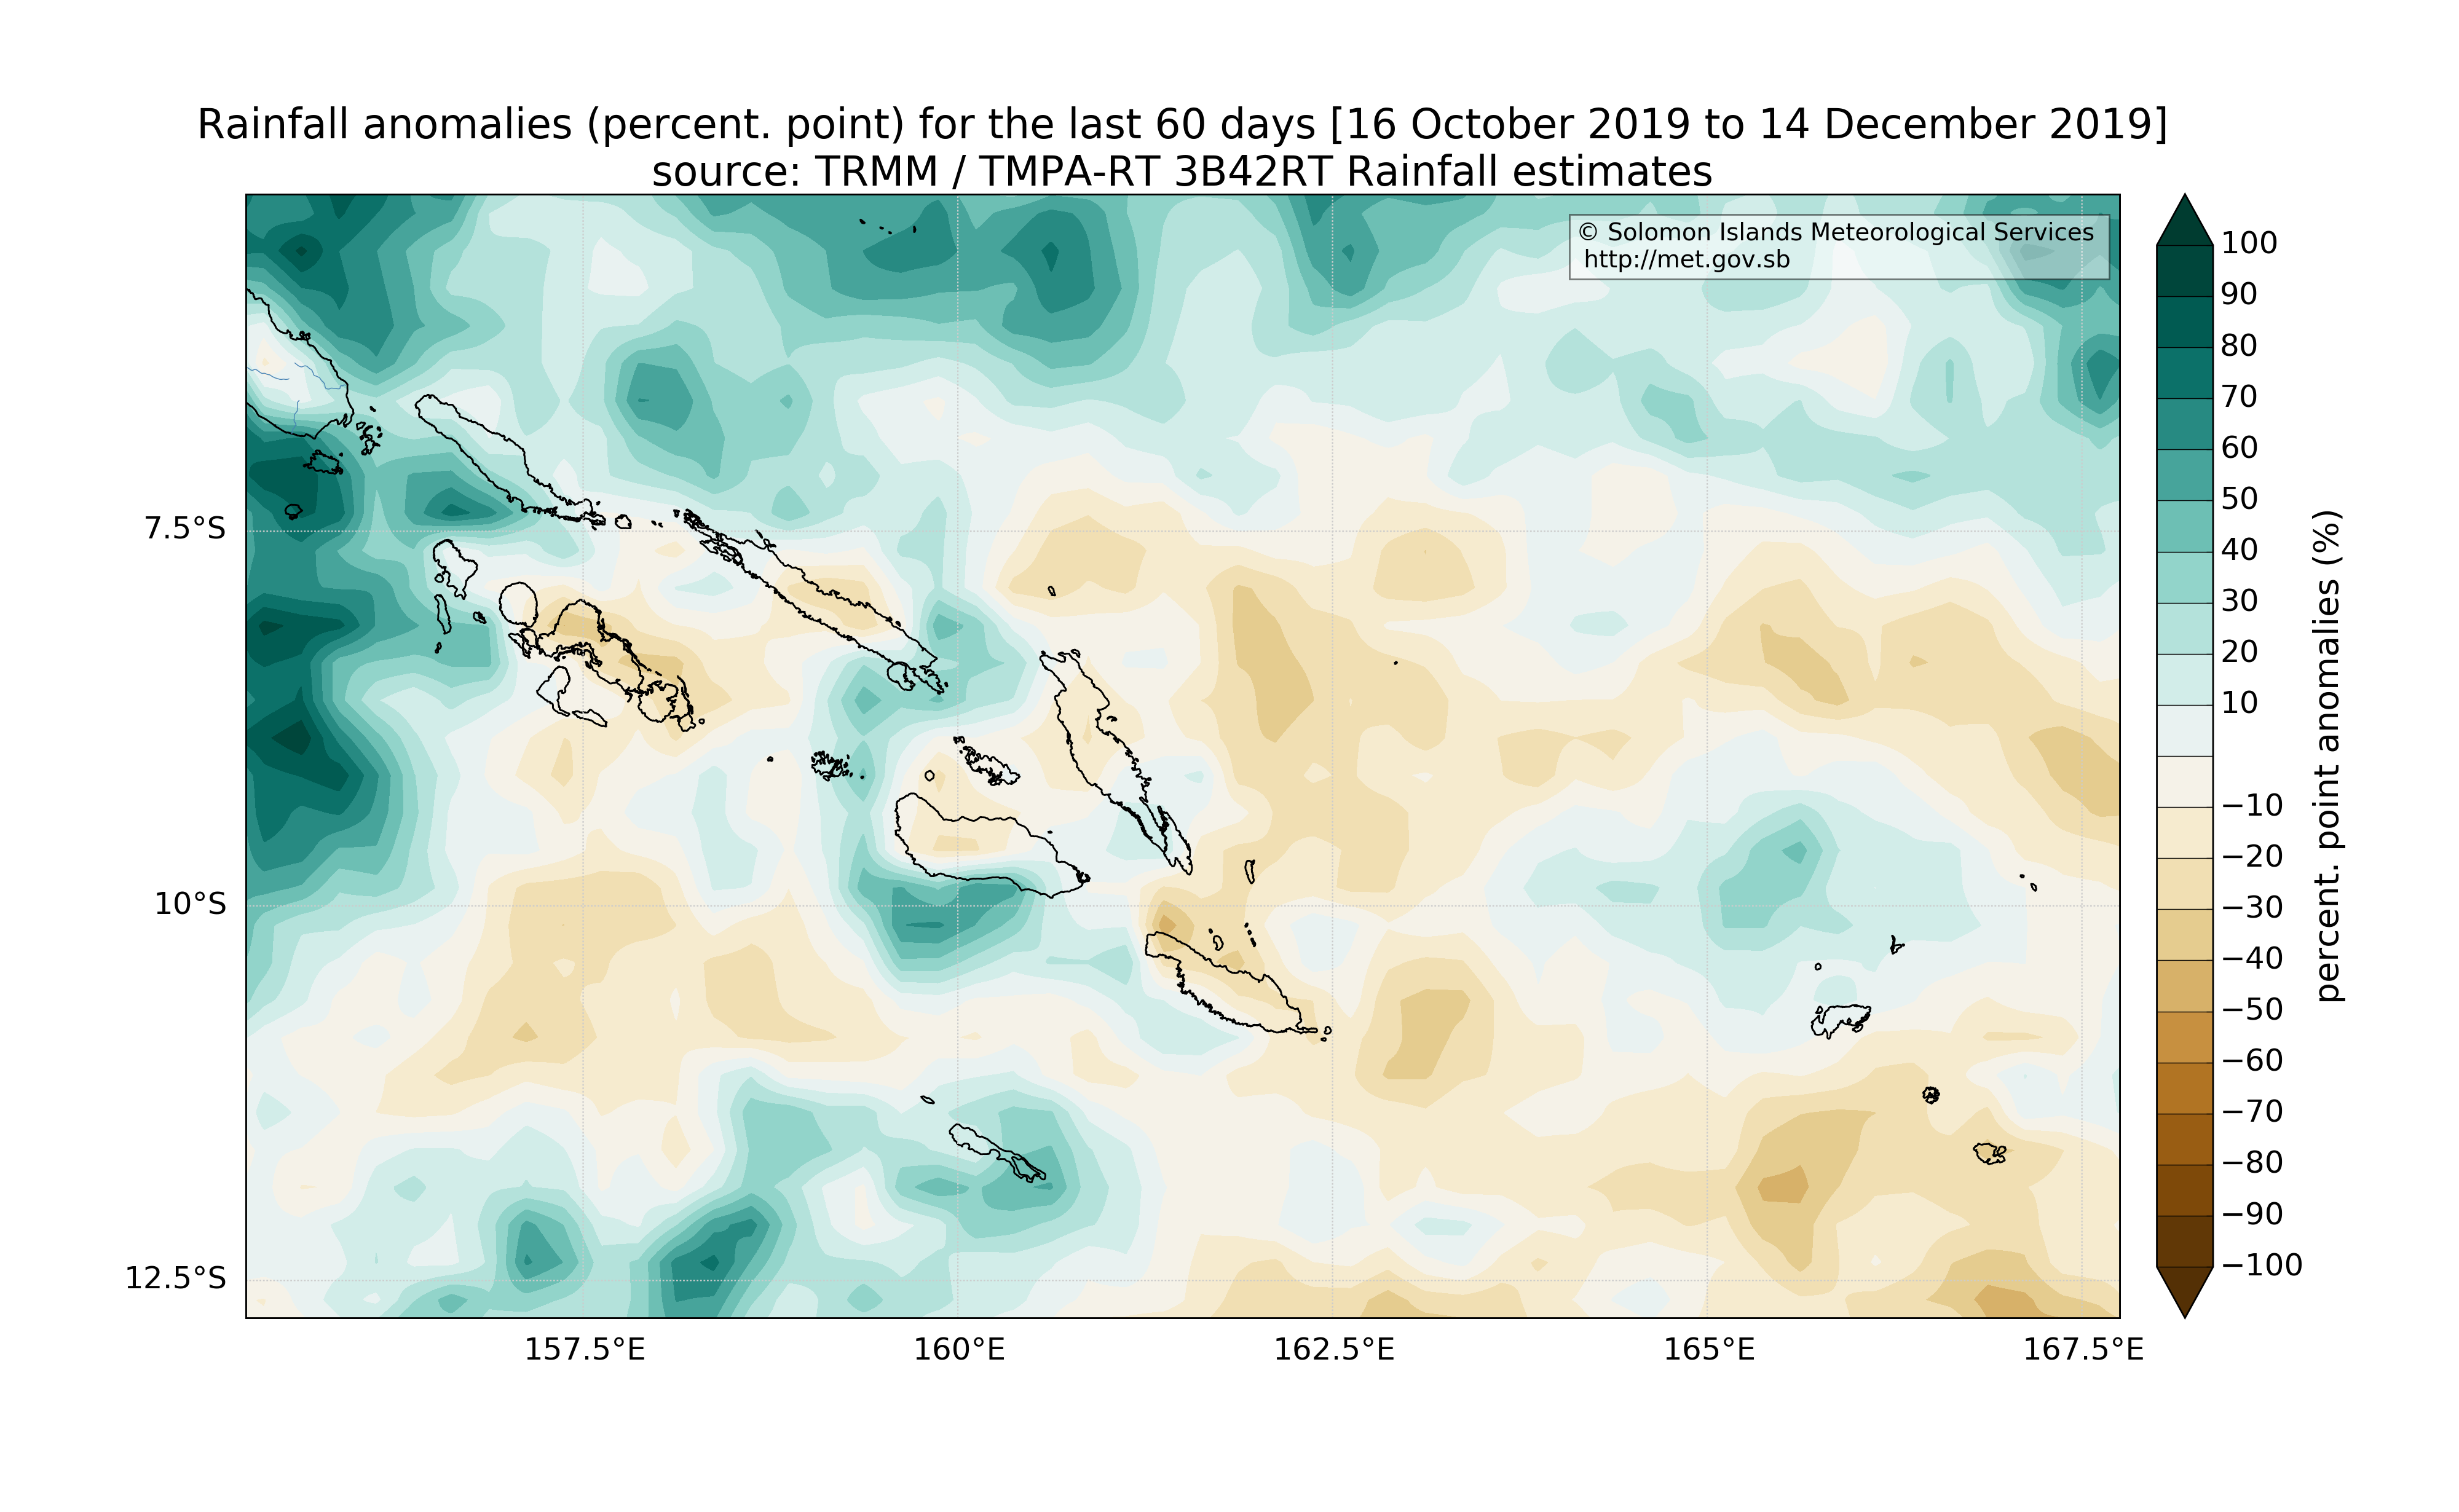 Rainfall anomalies (percent. point) for the last 60 days [16 October 2019 to 14 December 2019]
source: TRMM / TMPA-RT 3B42RT Rainfall estimates
© Solomon Islands Meteorological Services
http://met.gov.sb
7.5°S
10°S
12.5°S
157.5°E
160°E
162.5°E
165°E
167.5°E
100
90
80
70
60
50
40
30
20
10
−10
−20
−30
−40
−50
−60
−70
−80
−90
−100
percent. point anomalies (%)